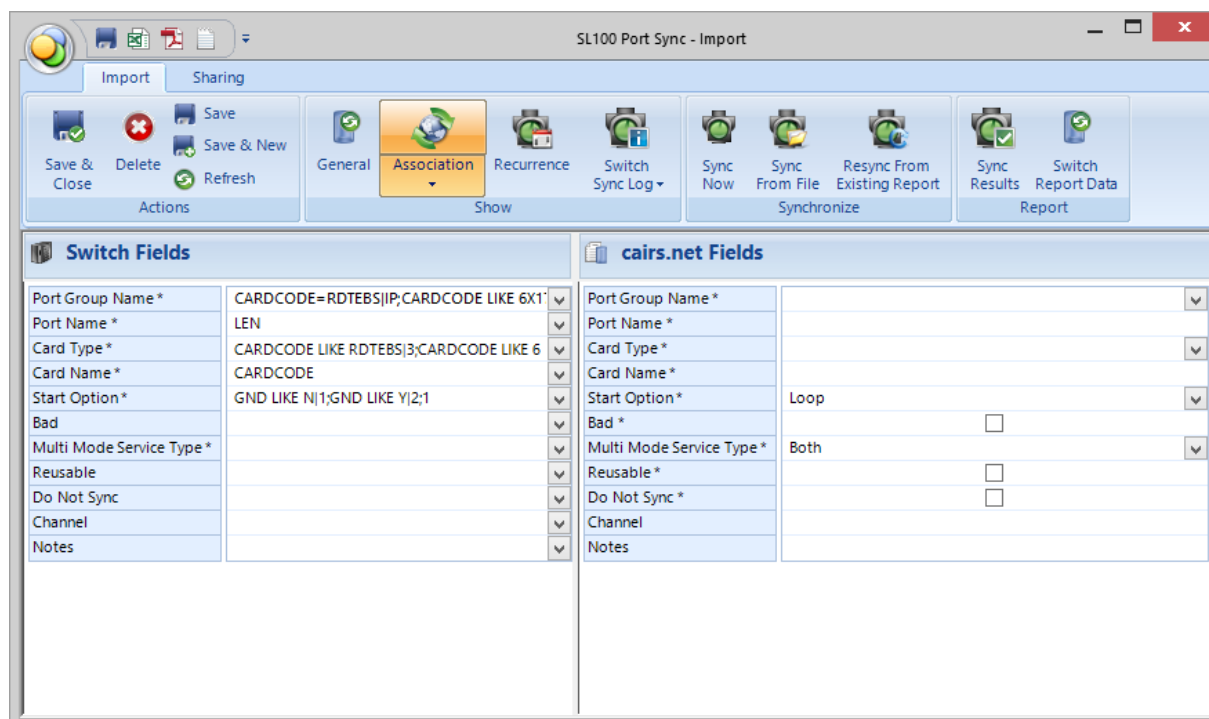 SL100 Port Sync - Import
Import Sharing
Save & Close
Delete
Save
Save & New
Refresh
Actions
General
Association
Recurrence
Switch Sync Log
Show
Sync Now
Sync From File
Resync From Existing Report
Synchronize
Sync Results
Switch Report Data
Report
Switch Fields
Port Group Name * CARDCODE=RDTEBS|IP;CARDCODE LIKE 6X1
Port Name * LEN
Card Type * CARDCODE LIKE RDTEBS|3;CARDCODE LIKE 6
Card Name * CARDCODE
Start Option * GND LIKE N|1;GND LIKE Y|2;1
Bad
Multi Mode Service Type *
Reusable
Do Not Sync
Channel
Notes
cairs.net Fields
Port Group Name *
Port Name *
Card Type *
Card Name *
Start Option * Loop
Bad *
Multi Mode Service Type * Both
Reusable *
Do Not Sync *
Channel
Notes